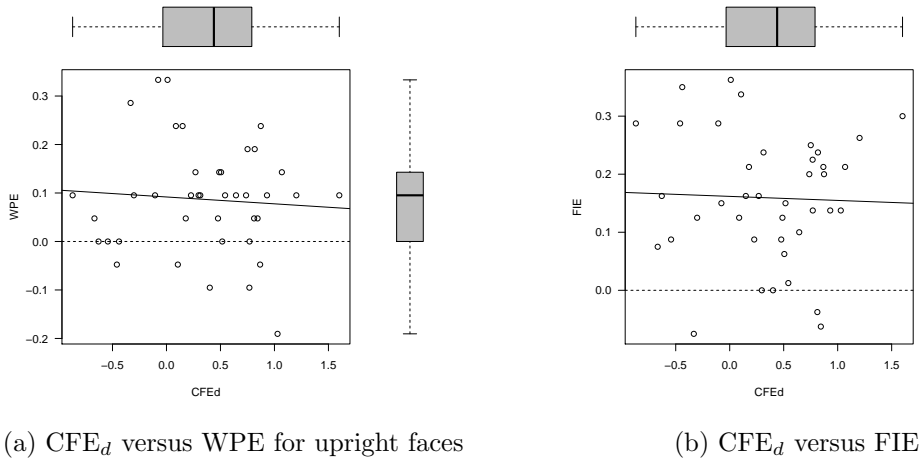 0.3
0.2
0.1
0.0
−0.1
−0.2
WPE
−0.5 0.0 0.5 1.0 1.5
CFEd
(a) CFE_d versus WPE for upright faces
0.3
0.2
0.1
0.0
FIE
−0.5 0.0 0.5 1.0 1.5
CFEd
(b) CFE_d versus FIE